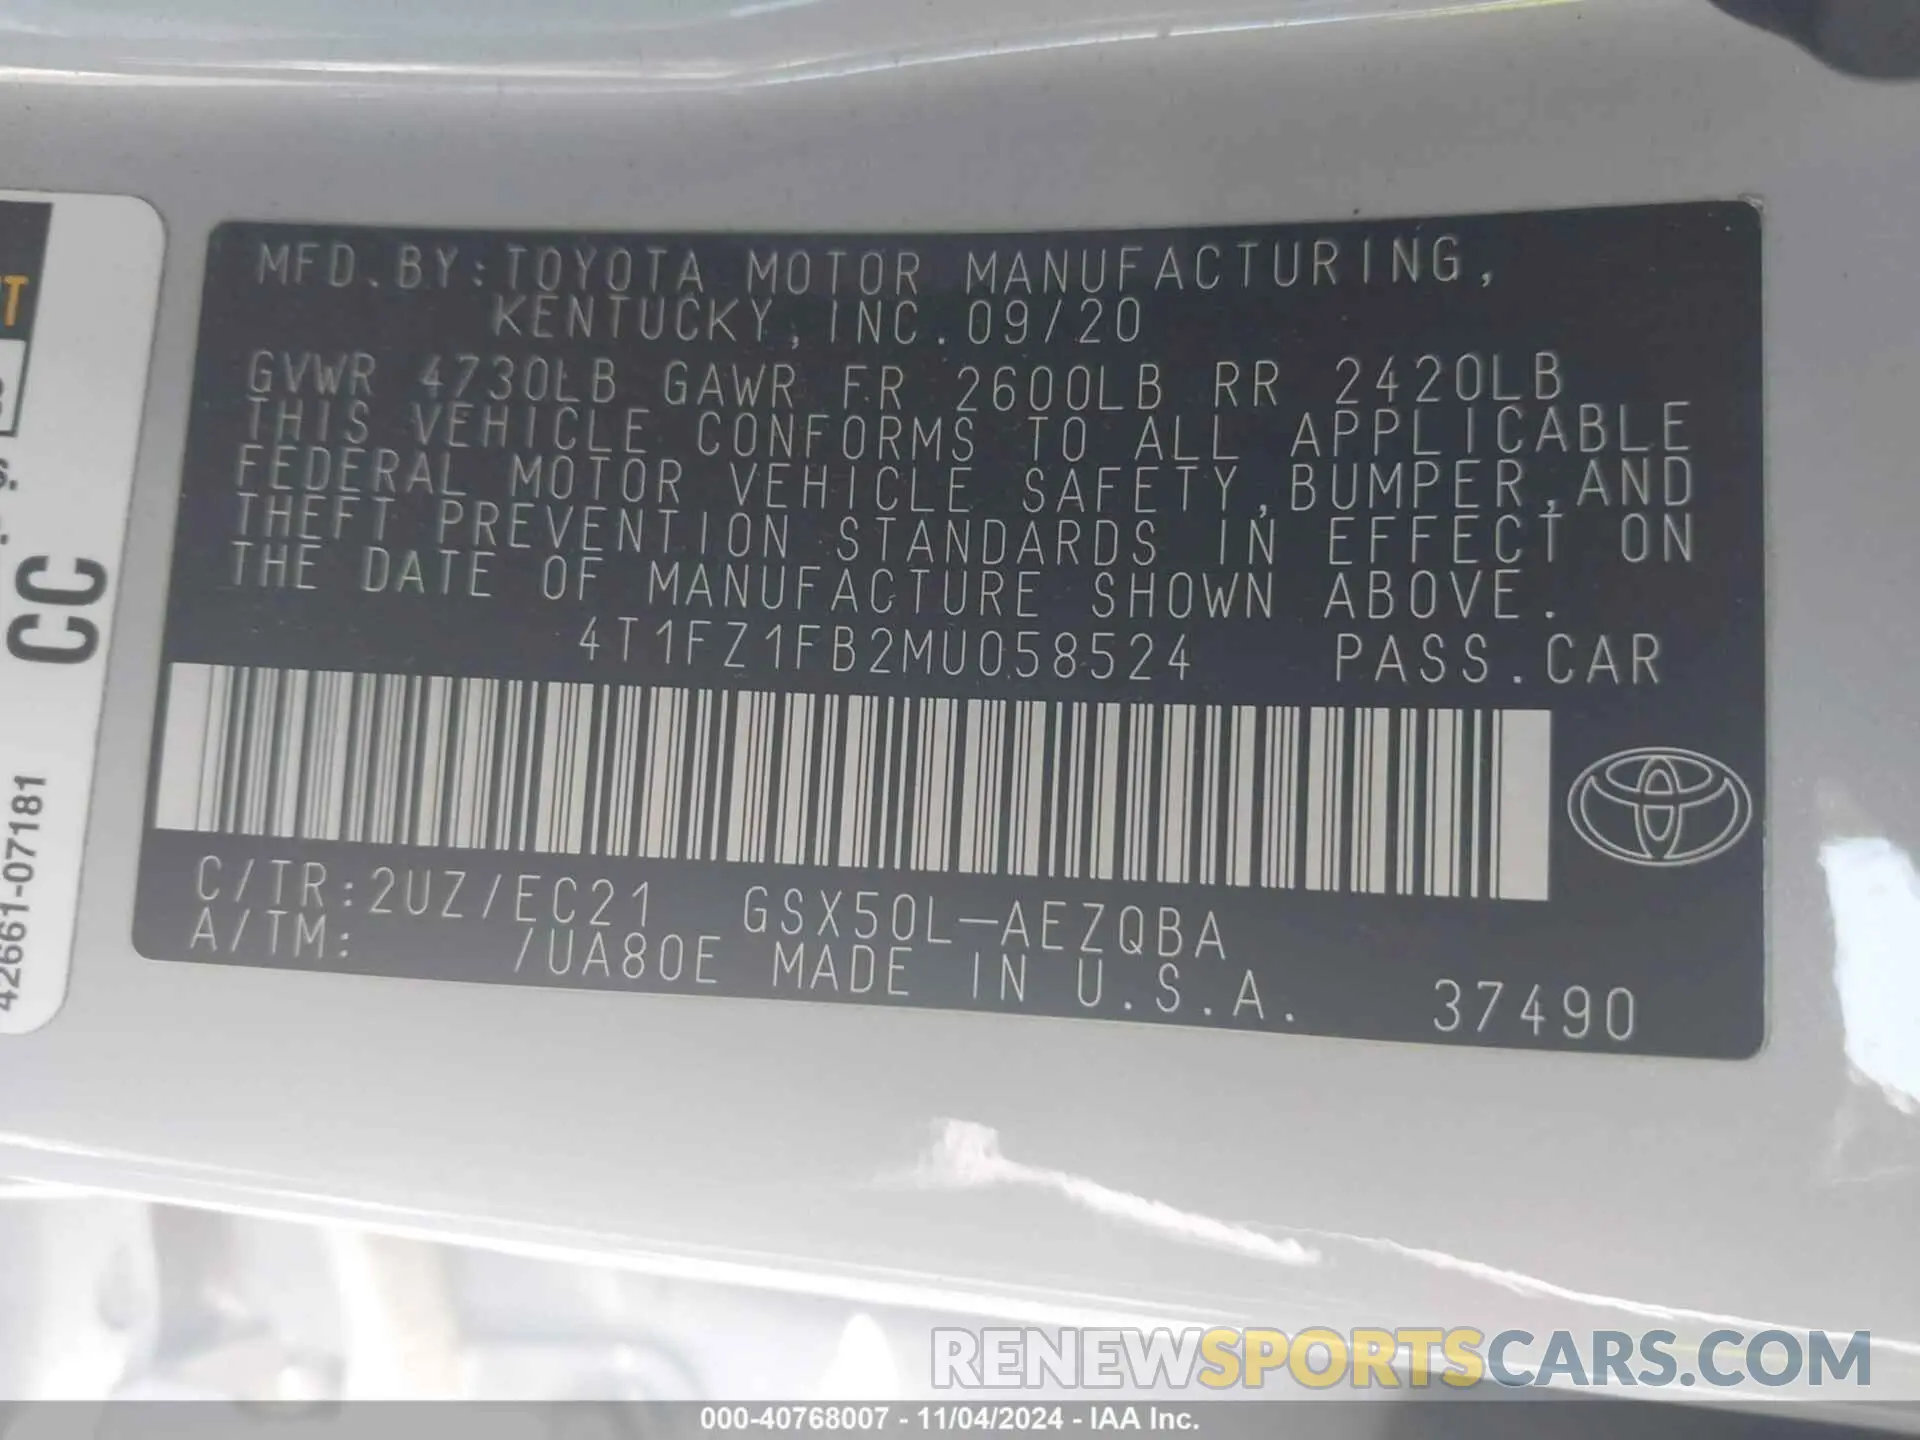 MFD. BY: TOYOTA MOTOR MANUFACTURING,
KENTUCKY, INC. 09/20
GVWR 4730LB GAWR FR 2600LB RR 2420LB
THIS VEHICLE CONFORMS TO ALL APPLICABLE
FEDERAL MOTOR VEHICLE SAFETY, BUMPER, AND
THEFT PREVENTION STANDARDS IN EFFECT ON
THE DATE OF MANUFACTURE SHOWN ABOVE.
4T1FZ1FB2MU058524 PASS. CAR
C/TR: 2UZ/EC21 GSX50L-AEZQBA
A/TM: /UA80E MADE IN U.S.A. 37490
CC
42661-07181
RENEWSPORTSCARS.COM
000-40768007 - 11/04/2024 - IAA Inc.